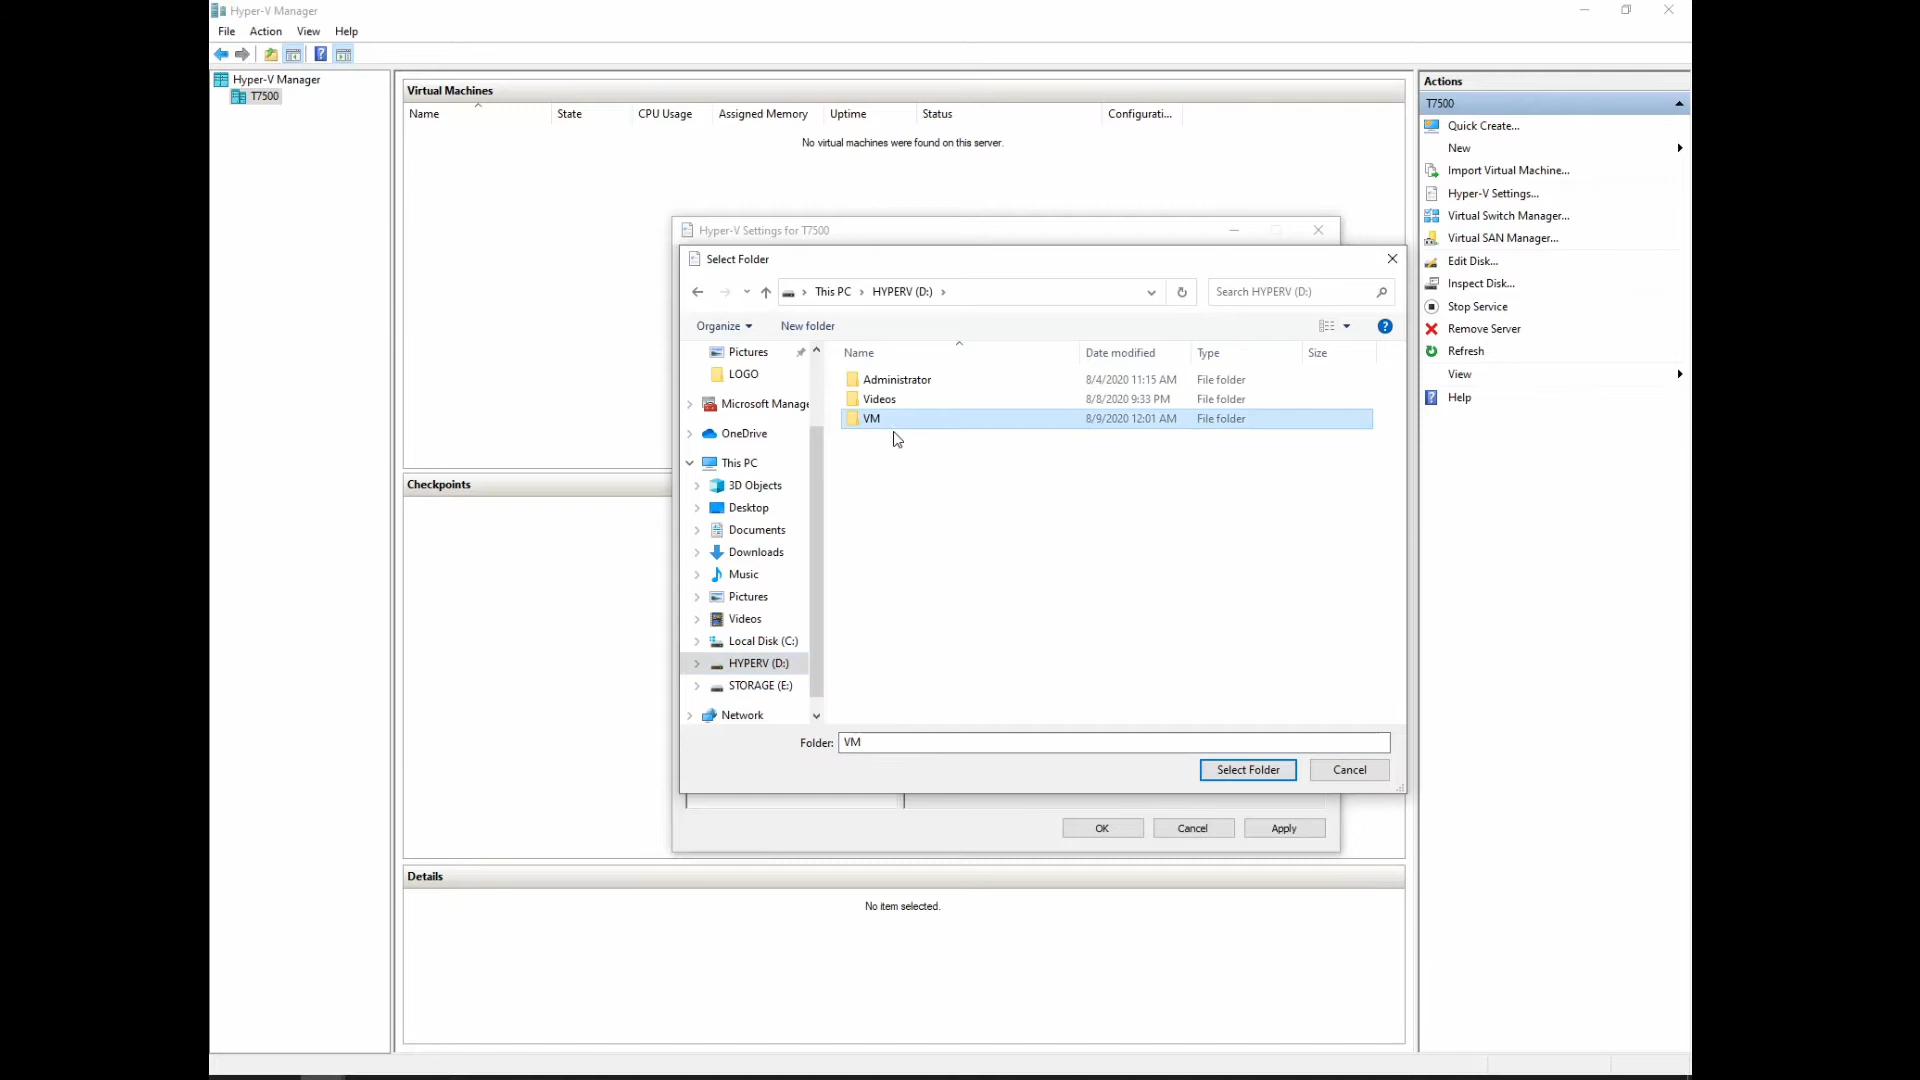 Hyper-V Manager
File Action View Help
Hyper-V Manager
T7500
Virtual Machines
Name State CPU Usage Assigned Memory Uptime Status Configurati...
No virtual machines were found on this server.
Hyper-V Settings for T7500
Select Folder
This PC HYPERV (D:)
Search HYPERV (D:)
Organize New folder
Pictures
LOGO
Microsoft Manage
OneDrive
This PC
3D Objects
Desktop
Documents
Downloads
Music
Pictures
Videos
Local Disk (C:)
HYPERV (D:)
STORAGE (E:)
Network
Name Date modified Type Size
Administrator 8/4/2020 11:15 AM File folder
Videos 8/8/2020 9:33 PM File folder
VM 8/9/2020 12:01 AM File folder
Folder: VM
Select Folder Cancel
OK Cancel Apply
Checkpoints
Details
No item selected.
Actions
T7500
Quick Create...
New
Import Virtual Machine...
Hyper-V Settings...
Virtual Switch Manager...
Virtual SAN Manager...
Edit Disk...
Inspect Disk...
Stop Service
Remove Server
Refresh
View
Help